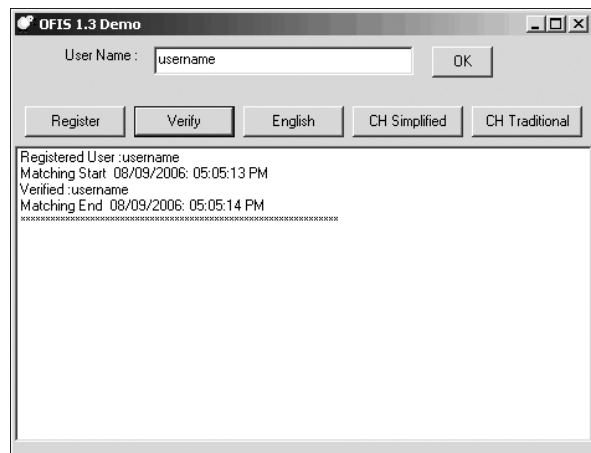 OFIS 1.3 Demo
User Name : username OK
Register Verify English CH Simplified CH Traditional
Registered User :username
Matching Start 08/09/2006: 05:05:13 PM
Verified :username
Matching End 08/09/2006: 05:05:14 PM